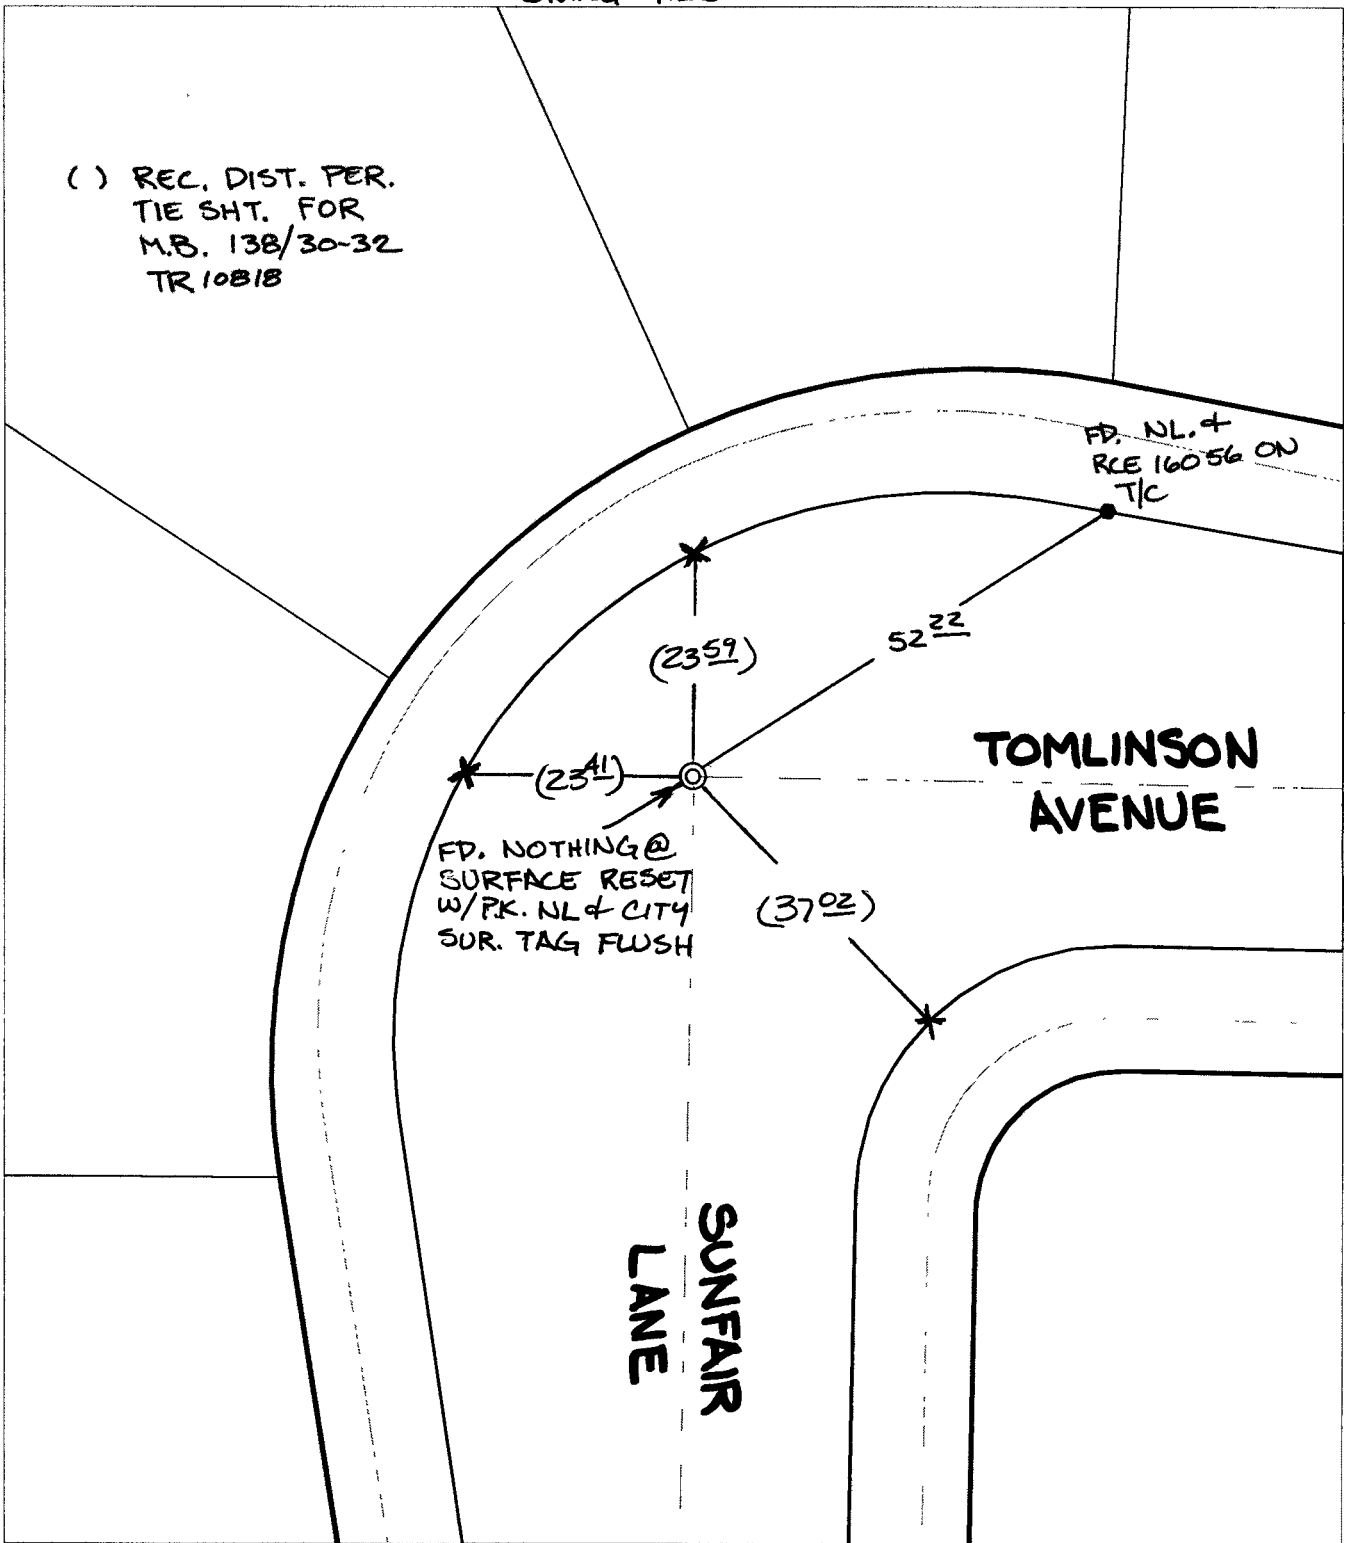 ( ) REC. DIST. PER.
TIE SHT. FOR
M.B. 138/30-32
TR 10818
FD. NL. &
RCE 16056 ON
T/C
(23 59)
52 22
TOMLINSON
AVENUE
(23 41)
FD. NOTHING @
SURFACE RESET
W/P.K. NL & CITY
SUR. TAG FLUSH
(37 02)
SUNFAIR
LANE